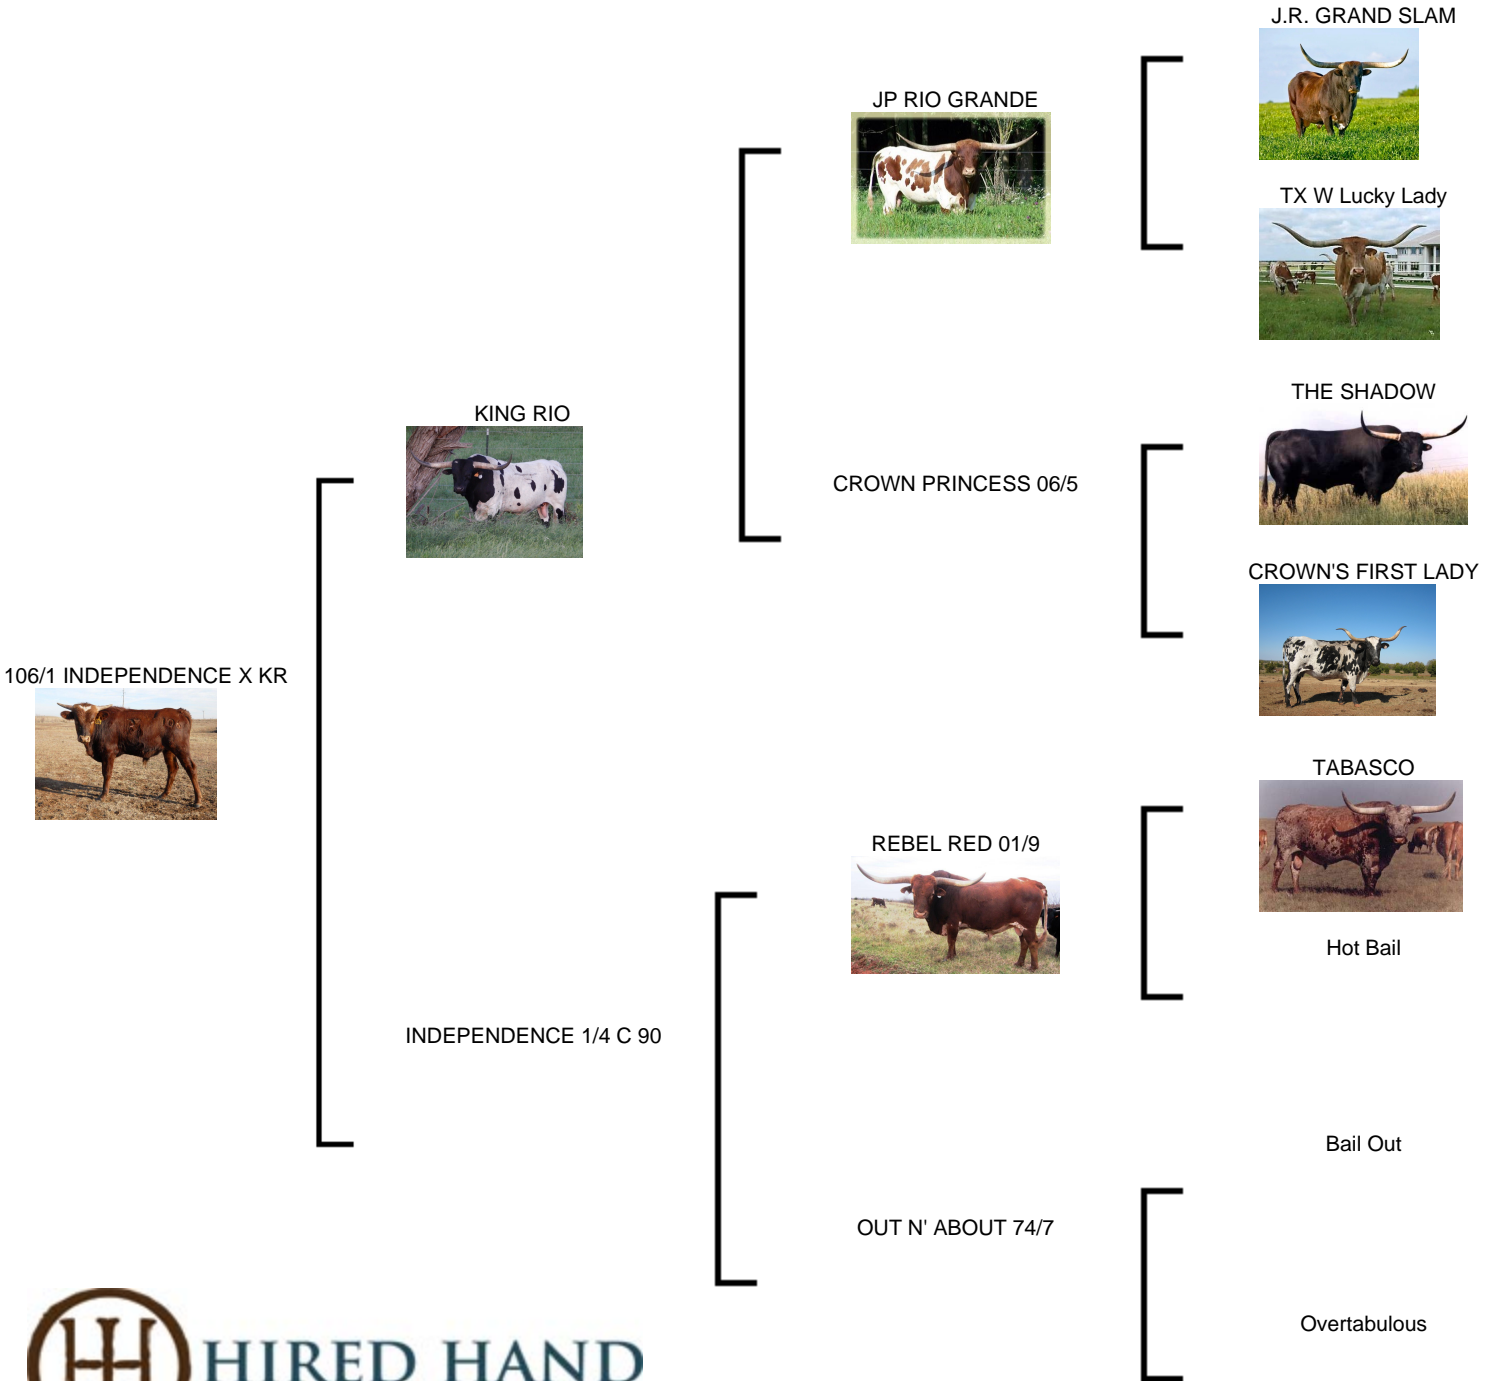 J.R. GRAND SLAM
JP RIO GRANDE
TX W Lucky Lady
THE SHADOW
KING RIO
CROWN PRINCESS 06/5
CROWN'S FIRST LADY
106/1 INDEPENDENCE X KR
TABASCO
REBEL RED 01/9
Hot Bail
INDEPENDENCE 1/4 C 90
Bail Out
OUT N' ABOUT 74/7
Overtabulous
HIRED HAND